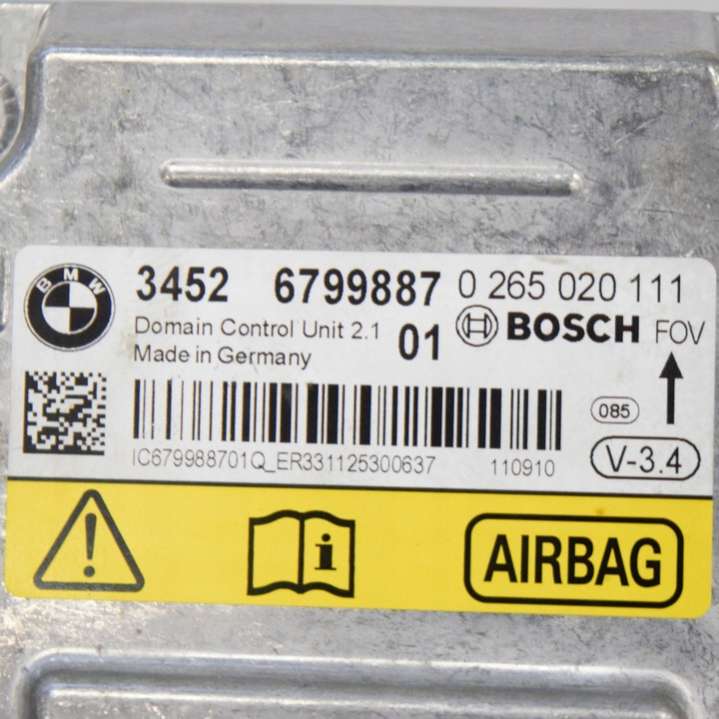 BMW
3452 6799887 0 265 020 111
Domain Control Unit 2.1 01 BOSCH FOV
Made in Germany
085
IC679988701Q_ER331125300637 110910
V-3.4
i AIRBAG